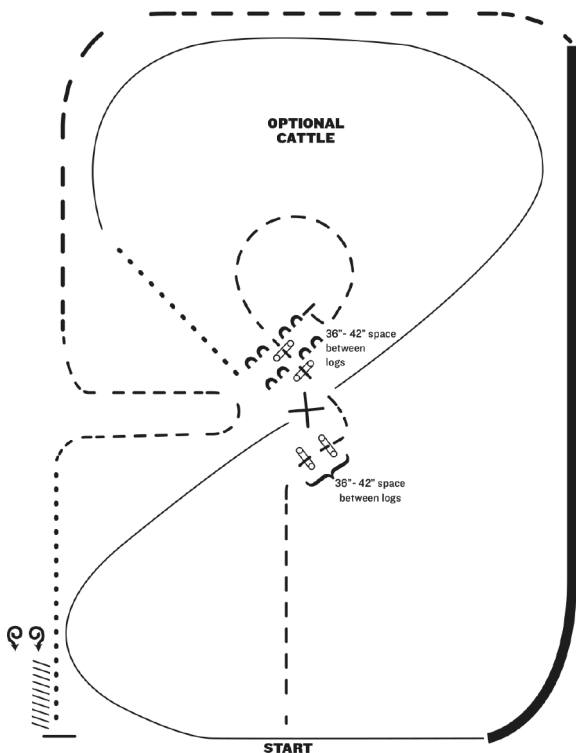 OPTIONAL
CATTLE
36"- 42" space
between
logs
36"- 42" space
between logs
START